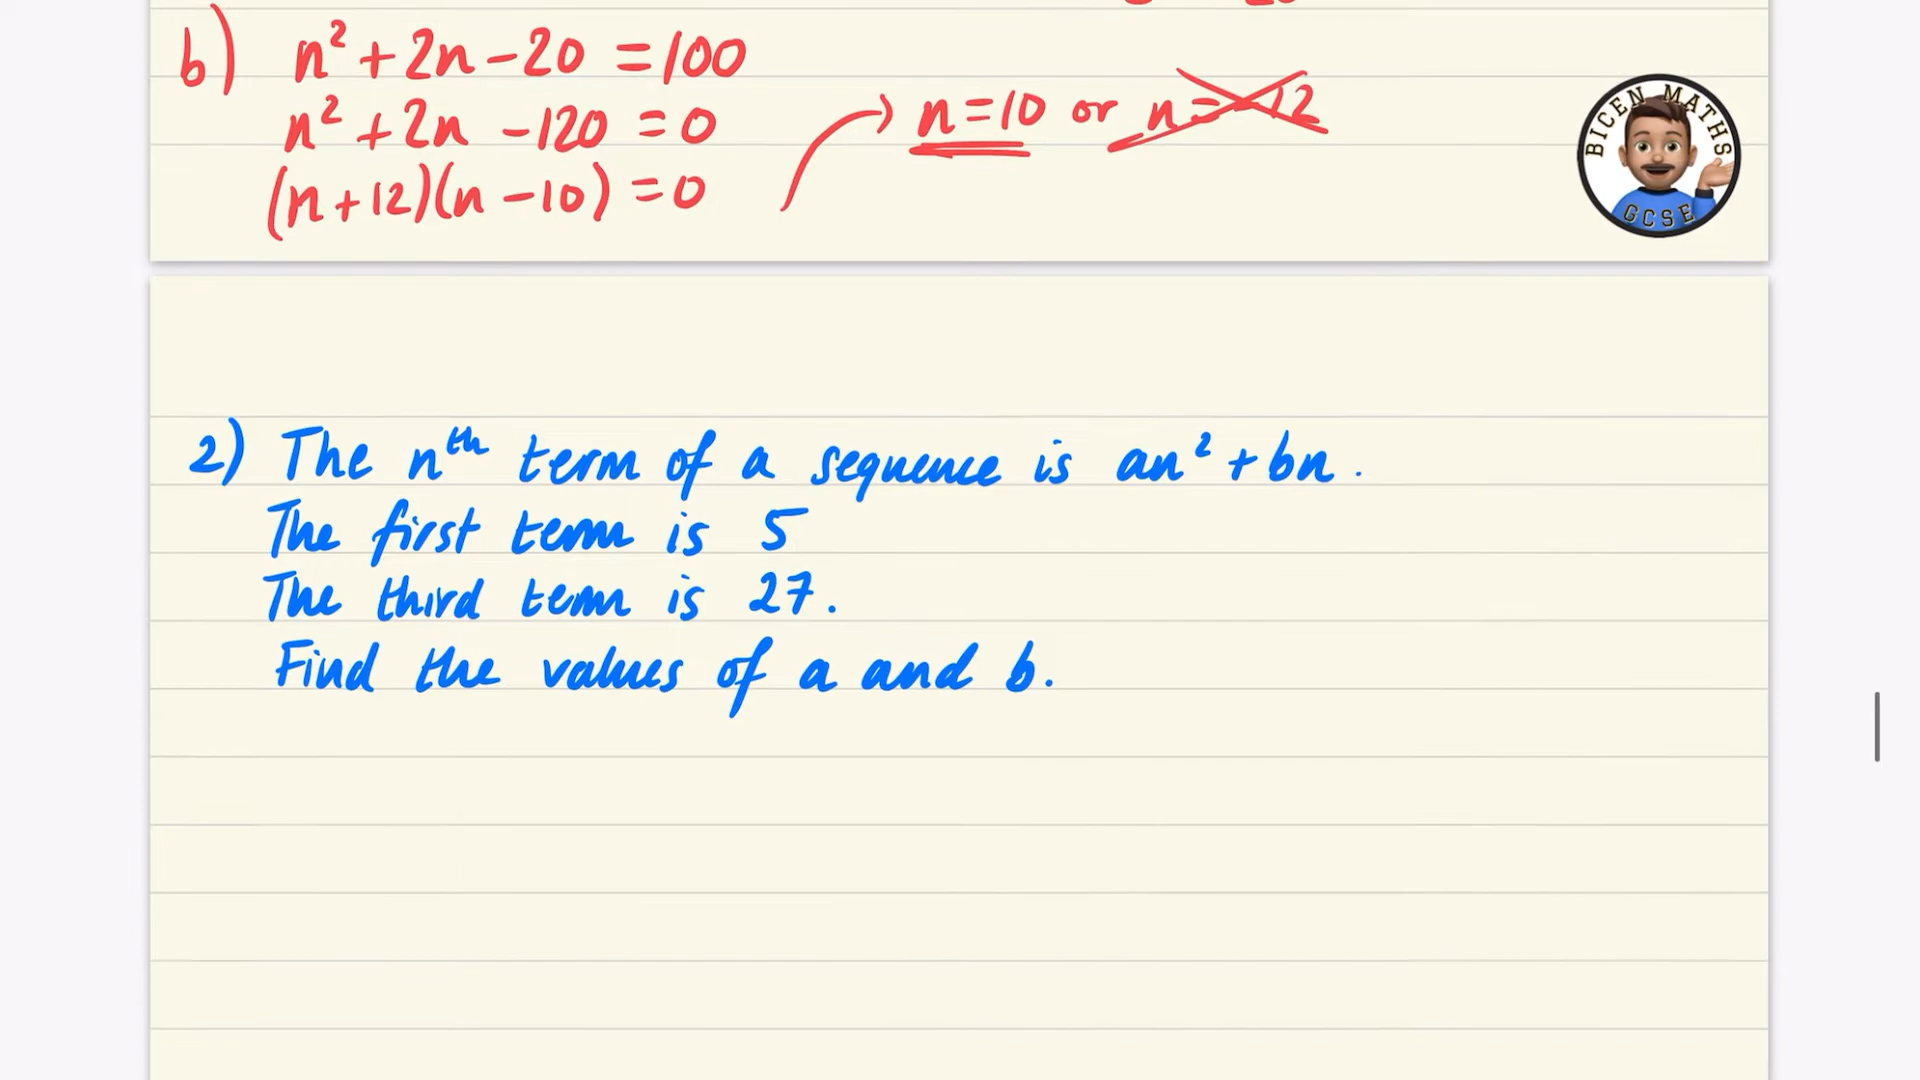 b) n² + 2n - 20 = 100
n² + 2n - 120 = 0
(n + 12)(n - 10) = 0
n = 10 or n = -12
BICEN MATHS
GCSE
2) The nᵗʰ term of a sequence is an² + bn.
The first term is 5
The third term is 27.
Find the values of a and b.